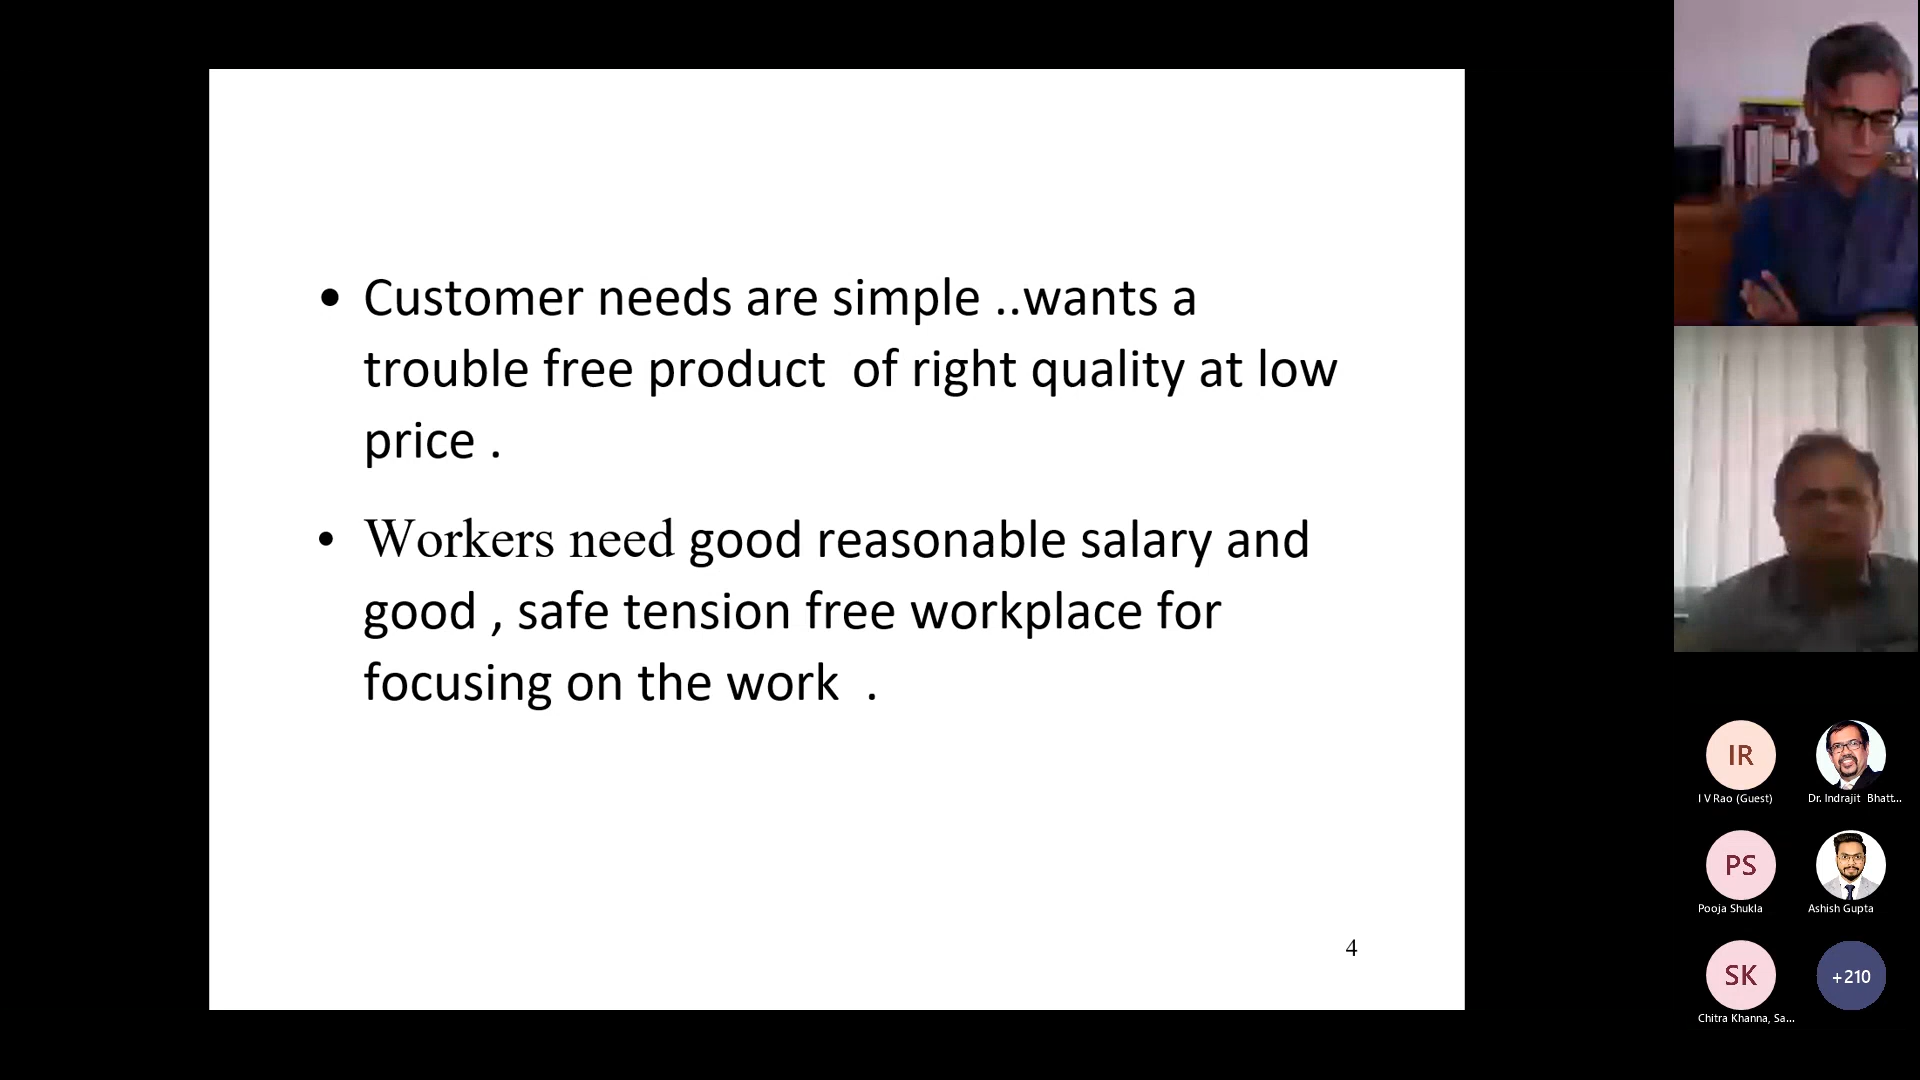 • Customer needs are simple ..wants a
trouble free product  of right quality at low
price .
• Workers need good reasonable salary and
good , safe tension free workplace for
focusing on the work  .
4
IR
I V Rao (Guest)
Dr. Indrajit  Bhatt...
PS
Pooja Shukla
Ashish Gupta
SK
+210
Chitra Khanna, Sa...